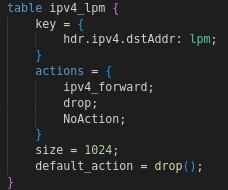 table ipv4_lpm {
    key = {
        hdr.ipv4.dstAddr: lpm;
    }
    actions = {
        ipv4_forward;
        drop;
        NoAction;
    }
    size = 1024;
    default_action = drop();
}